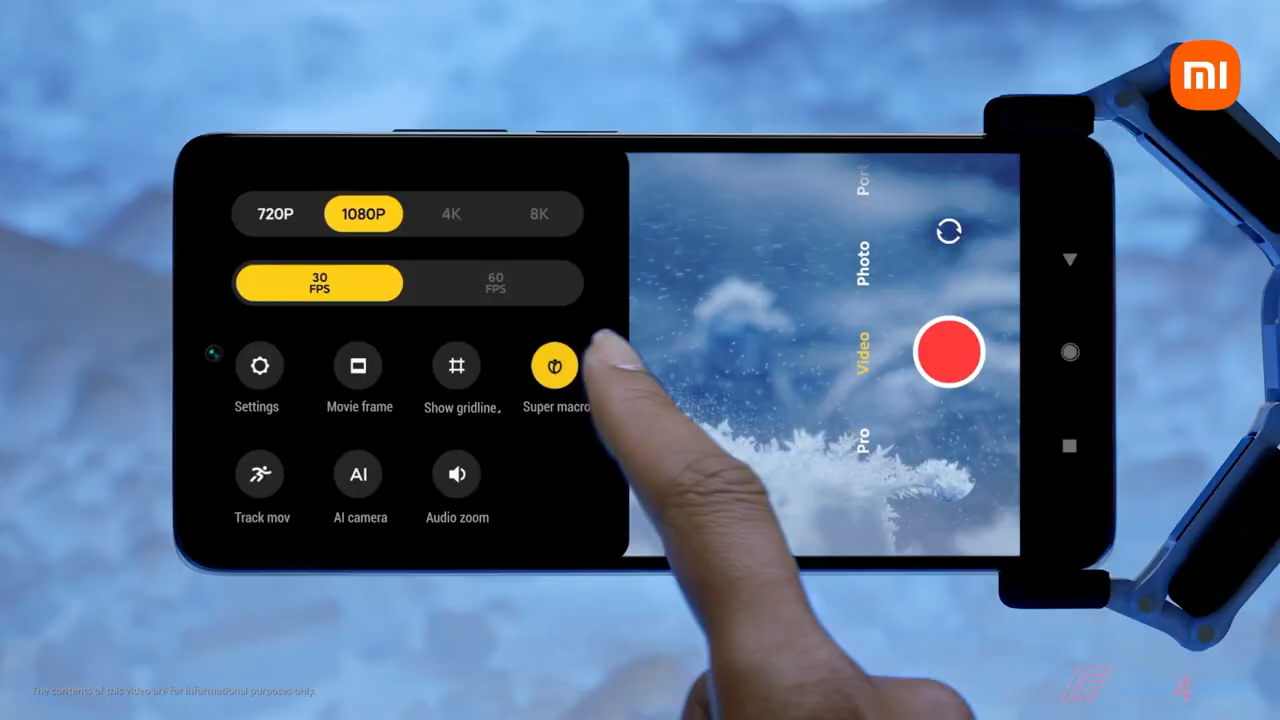 mi
720P 1080P 4K 8K
30 FPS
60 FPS
Settings
Movie frame
Show gridline.
Super macro
Track mov
AI camera
AI
Audio zoom
Port
Photo
Video
Pro
The contents of this video are for informational purposes only.
4